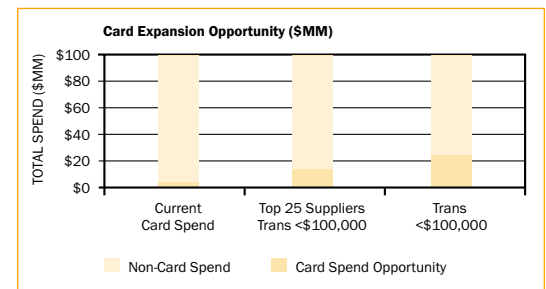 Card Expansion Opportunity ($MM)
TOTAL SPEND ($MM)
$100
$80
$60
$40
$20
$0
Current
Card Spend
Top 25 Suppliers
Trans <$100,000
Trans
<$100,000
Non-Card Spend
Card Spend Opportunity